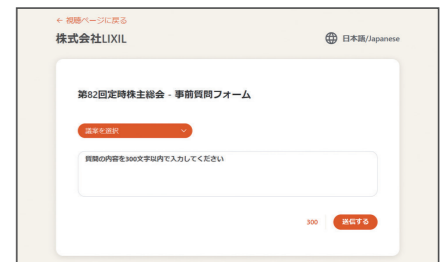 ← 視聴ページに戻る
株式会社LIXIL
日本語/Japanese
第82回定時株主総会 - 事前質問フォーム
議案を選択
質問の内容を300文字以内で入力してください
300
送信する